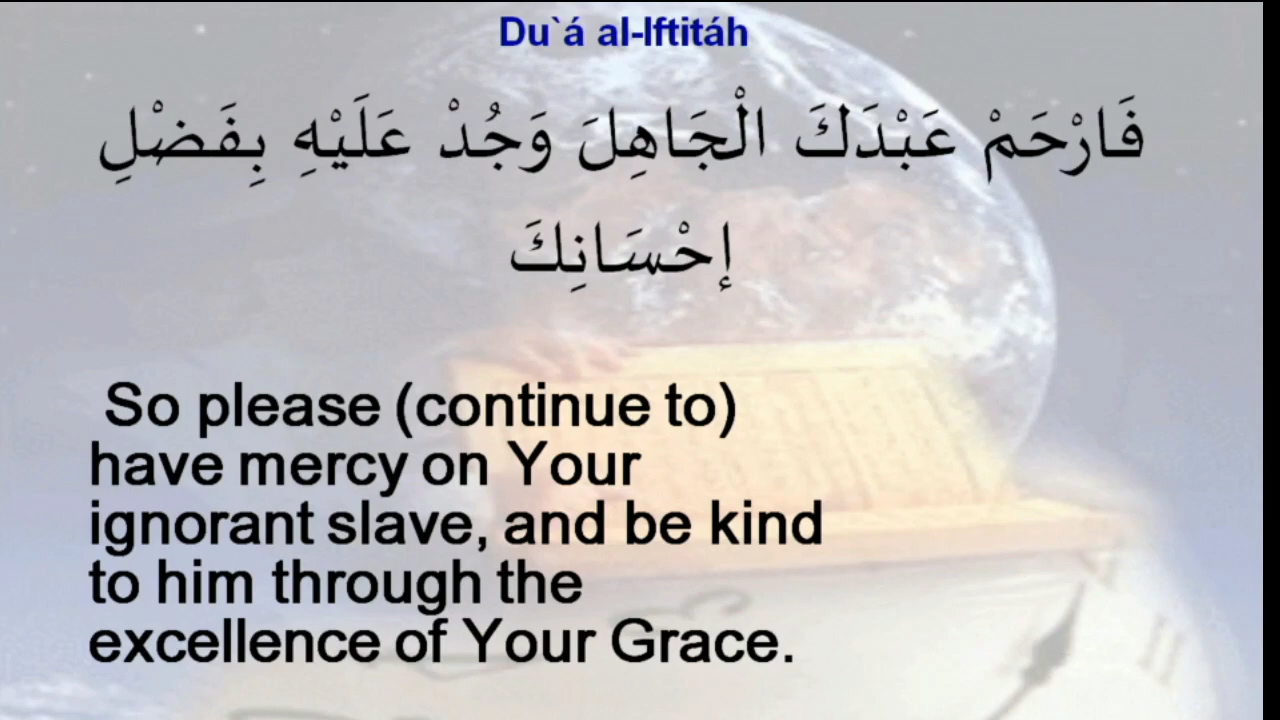 Du`á al-Iftitáh
فَارْحَمْ عَبْدَكَ الْجَاهِلَ وَجُدْ عَلَيْهِ بِفَضْلِ
إحْسَانِكَ
So please (continue to)
have mercy on Your
ignorant slave, and be kind
to him through the
excellence of Your Grace.